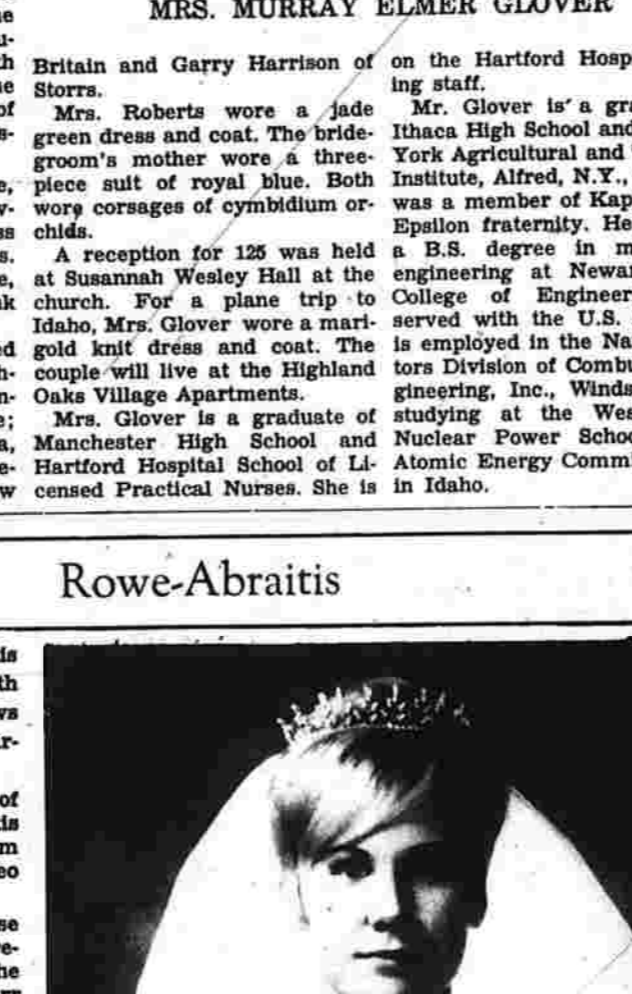 MRS. MURRAY ELMER GLOVER
Britain and Garry Harrison of
Storrs.
Mrs. Roberts wore a jade
green dress and coat. The bride-
groom's mother wore a three-
piece suit of royal blue. Both
wore corsages of cymbidium or-
chids.
A reception for 125 was held
at Susannah Wesley Hall at the
church. For a plane trip to
Idaho, Mrs. Glover wore a mari-
gold knit dress and coat. The
couple will live at the Highland
Oaks Village Apartments.
Mrs. Glover is a graduate of
Manchester High School and
Hartford Hospital School of Li-
censed Practical Nurses. She is
on the Hartford Hosp
ing staff.
Mr. Glover is a gra
Ithaca High School and
York Agricultural and
Institute, Alfred, N.Y.,
was a member of Kap
Epsilon fraternity. He
a B.S. degree in m
engineering at Newar
College of Engineer
served with the U.S.
is employed in the Na
tors Division of Combu
gineering, Inc., Winds
studying at the Wes
Nuclear Power Schoo
Atomic Energy Commi
in Idaho.
Rowe-Abraitis